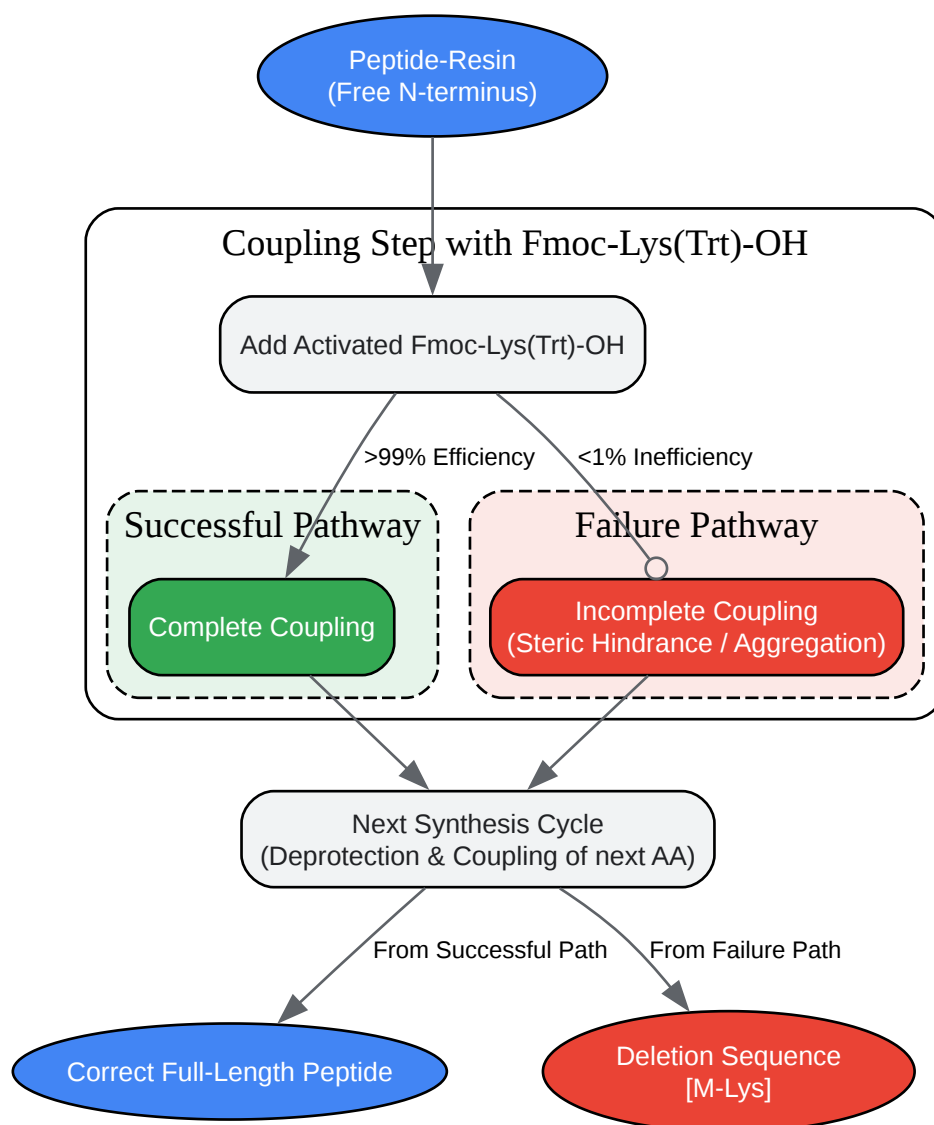 Peptide-Resin
(Free N-terminus)
Coupling Step with Fmoc-Lys(Trt)-OH
Add Activated Fmoc-Lys(Trt)-OH
>99% Efficiency
<1% Inefficiency
Successful Pathway
Failure Pathway
Complete Coupling
Incomplete Coupling
(Steric Hindrance / Aggregation)
Next Synthesis Cycle
(Deprotection & Coupling of next AA)
From Successful Path
From Failure Path
Correct Full-Length Peptide
Deletion Sequence
[M-Lys]